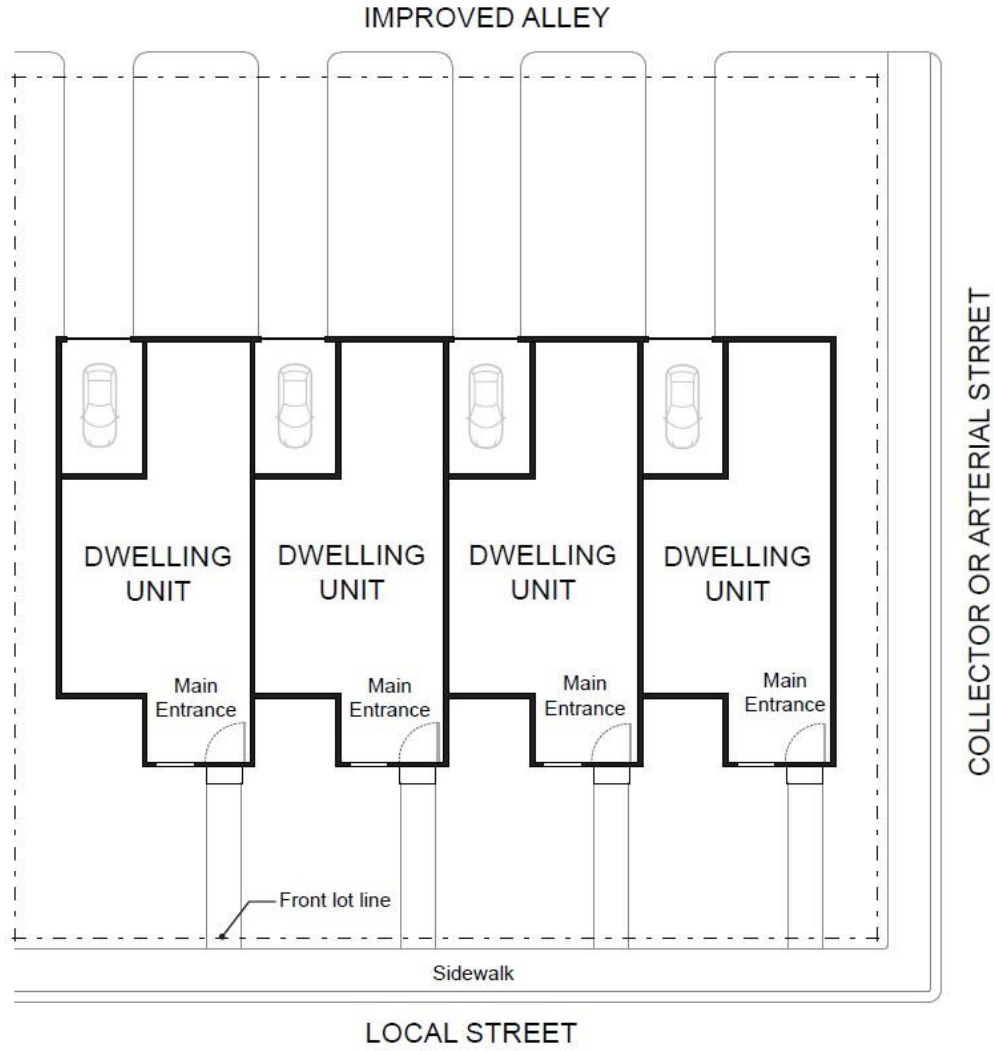 IMPROVED ALLEY
COLLECTOR OR ARTERIAL STRRET
DWELLING
UNIT
DWELLING
UNIT
DWELLING
UNIT
DWELLING
UNIT
Main
Entrance
Main
Entrance
Main
Entrance
Main
Entrance
Front lot line
Sidewalk
LOCAL STREET